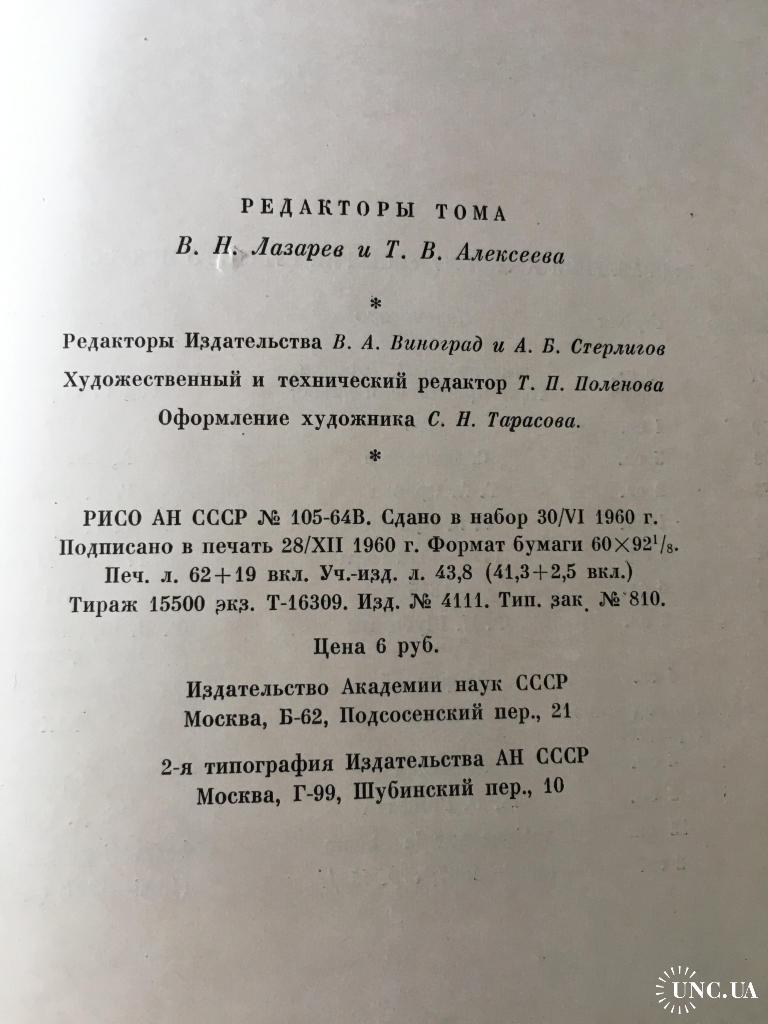 РЕДАКТОРЫ ТОМА
В. Н. Лазарев и Т. В. Алексеева
*
Редакторы Издательства В. А. Виноград и А. Б. Стерлигов
Художественный и технический редактор Т. П. Поленова
Оформление художника С. Н. Тарасова.
*
РИСО АН СССР № 105-64В. Сдано в набор 30/VI 1960 г.
Подписано в печать 28/XII 1960 г. Формат бумаги 60×92¹/₈.
Печ. л. 62+19 вкл. Уч.-изд. л. 43,8 (41,3+2,5 вкл.)
Тираж 15500 экз. Т-16309. Изд. № 4111. Тип. зак. № 810.
Цена 6 руб.
Издательство Академии наук СССР
Москва, Б-62, Подсосенский пер., 21
2-я типография Издательства АН СССР
Москва, Г-99, Шубинский пер., 10
UNC.UA